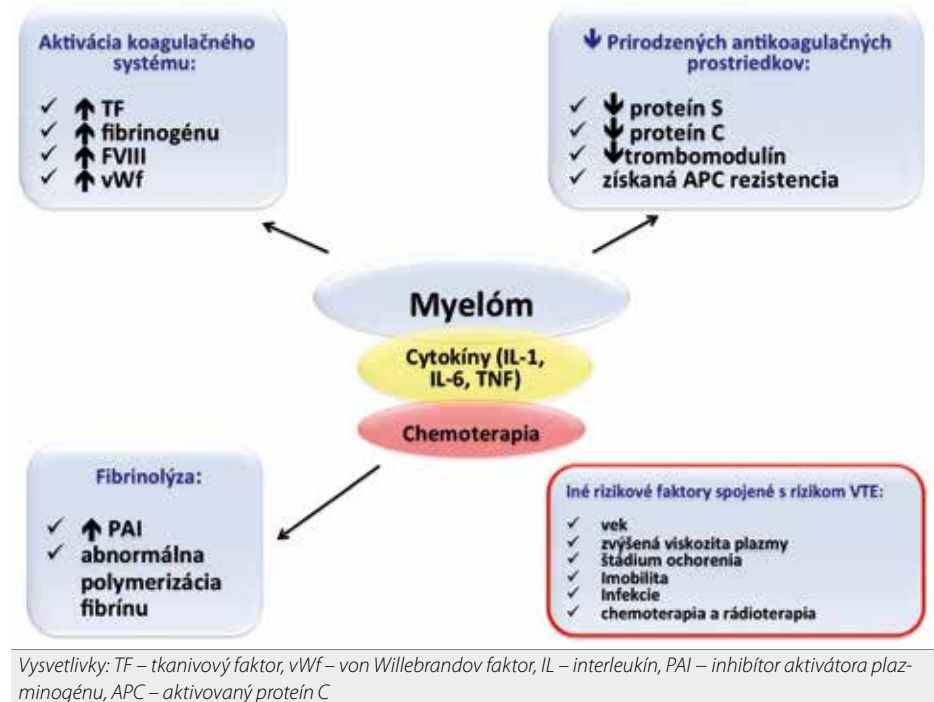 Aktivácia koagulačného
systému:
✓ ↑ TF
✓ ↑ fibrinogénu
✓ ↑ FVIII
✓ ↑ vWf
↓ Prirodzených antikoagulačných
prostriedkov:
✓ ↓ proteín S
✓ ↓ proteín C
✓ ↓trombomodulín
✓ získaná APC rezistencia
Myelóm
Cytokíny (IL-1,
IL-6, TNF)
Chemoterapia
Fibrinolýza:
✓ ↑ PAI
✓ abnormálna
polymerizácia
fibrínu
Iné rizikové faktory spojené s rizikom VTE:
✓ vek
✓ zvýšená viskozita plazmy
✓ štádium ochorenia
✓ Imobilita
✓ Infekcie
✓ chemoterapia a rádioterapia
Vysvetlivky: TF – tkanivový faktor, vWf – von Willebrandov faktor, IL – interleukín, PAI – inhibítor aktivátora plaz-
minogénu, APC – aktivovaný proteín C